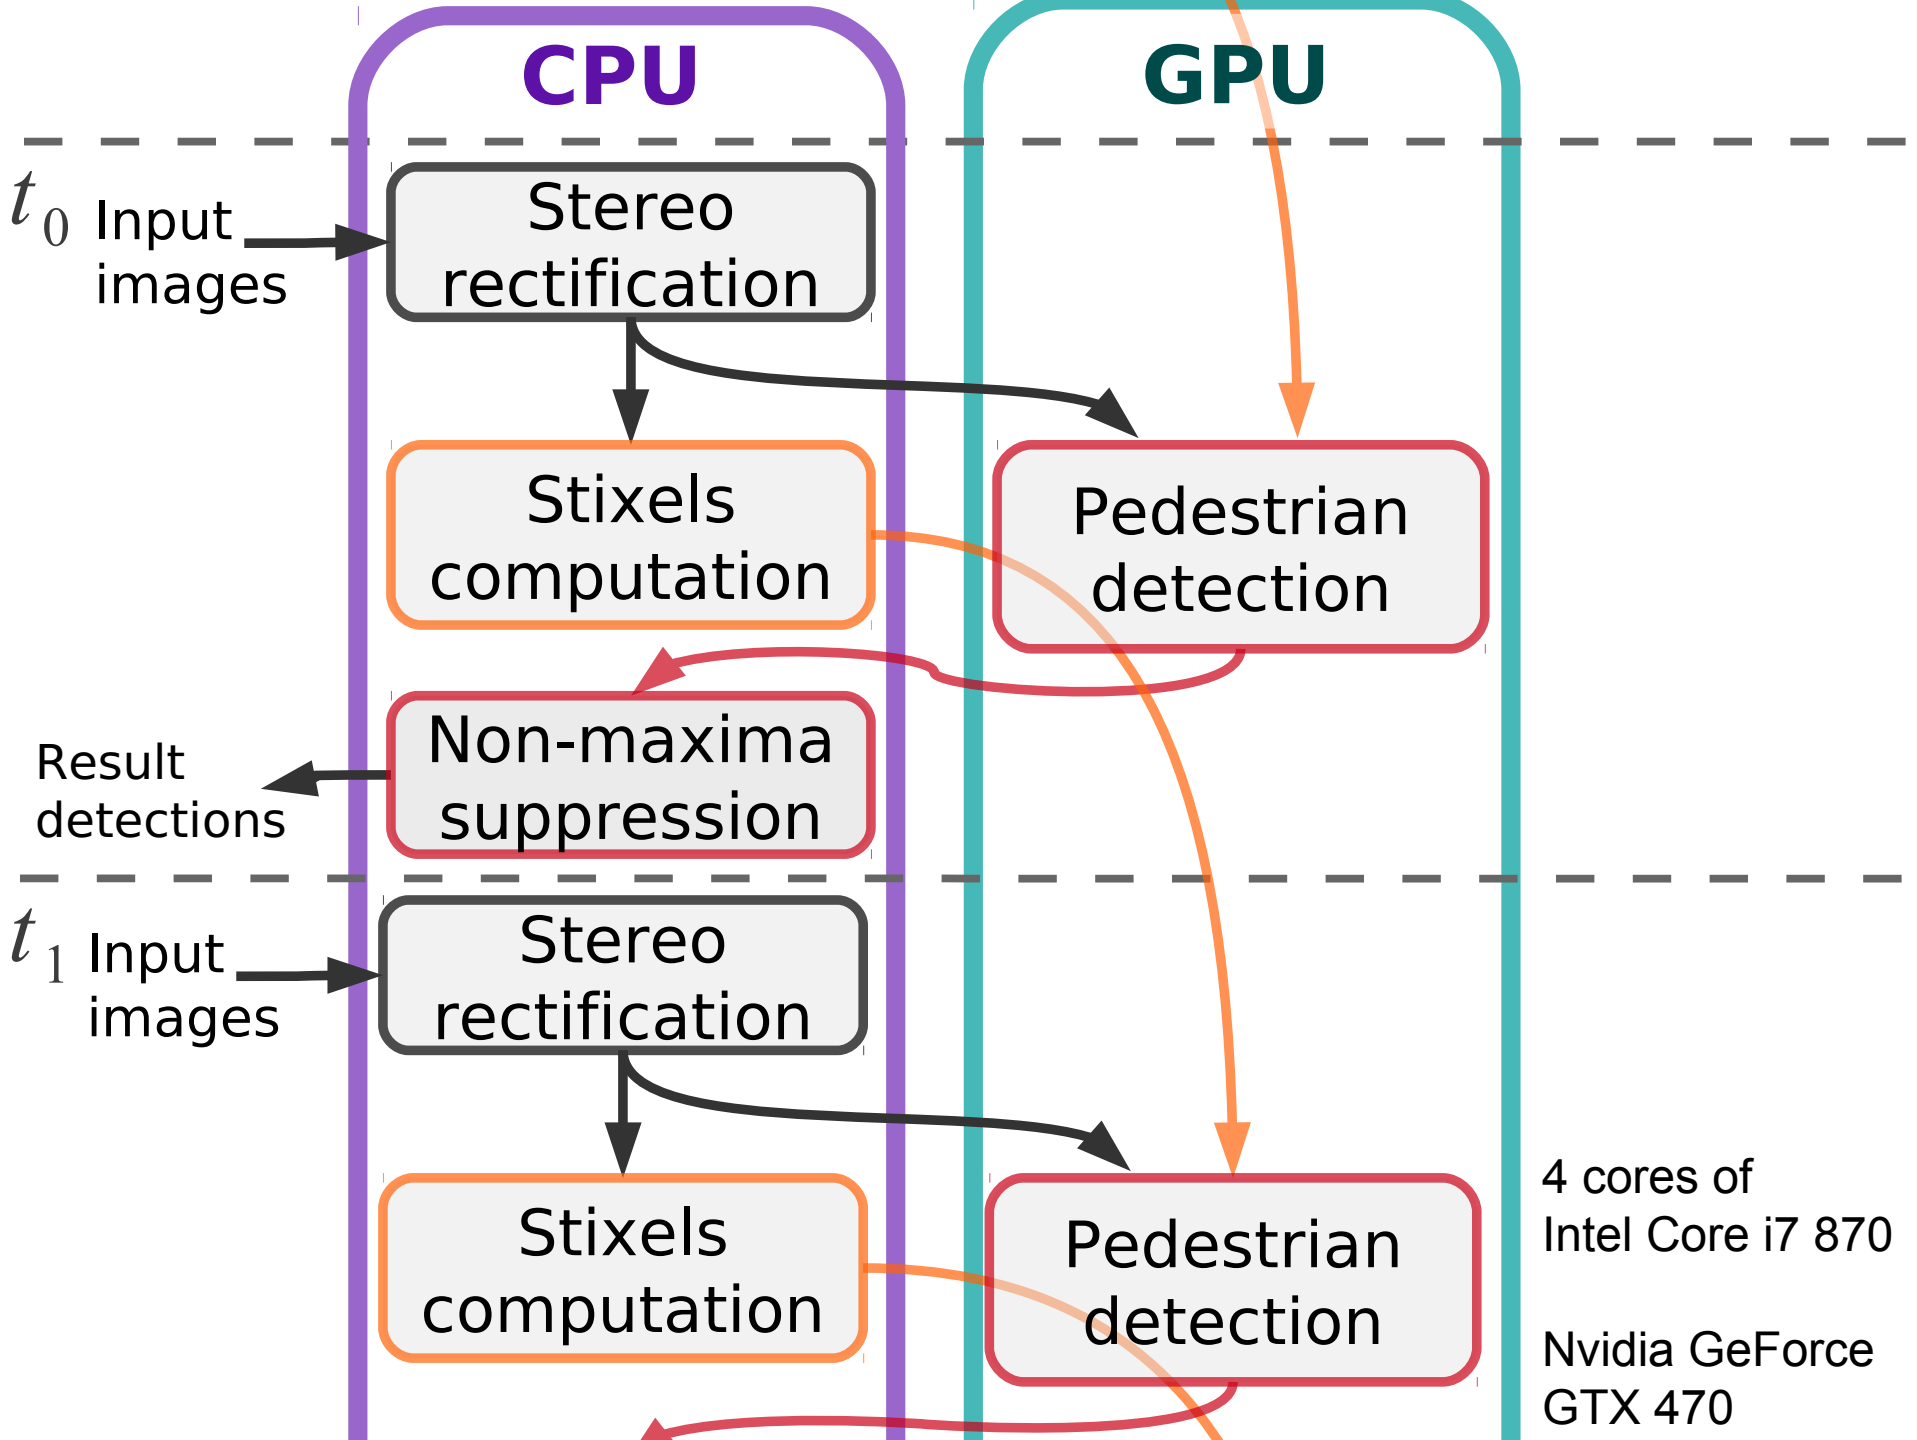 CPU
GPU
t0
Input
images
Stereo
rectification
Stixels
computation
Pedestrian
detection
Non-maxima
suppression
Result
detections
t1
Input
images
Stereo
rectification
Stixels
computation
Pedestrian
detection
4 cores of
Intel Core i7 870
Nvidia GeForce
GTX 470